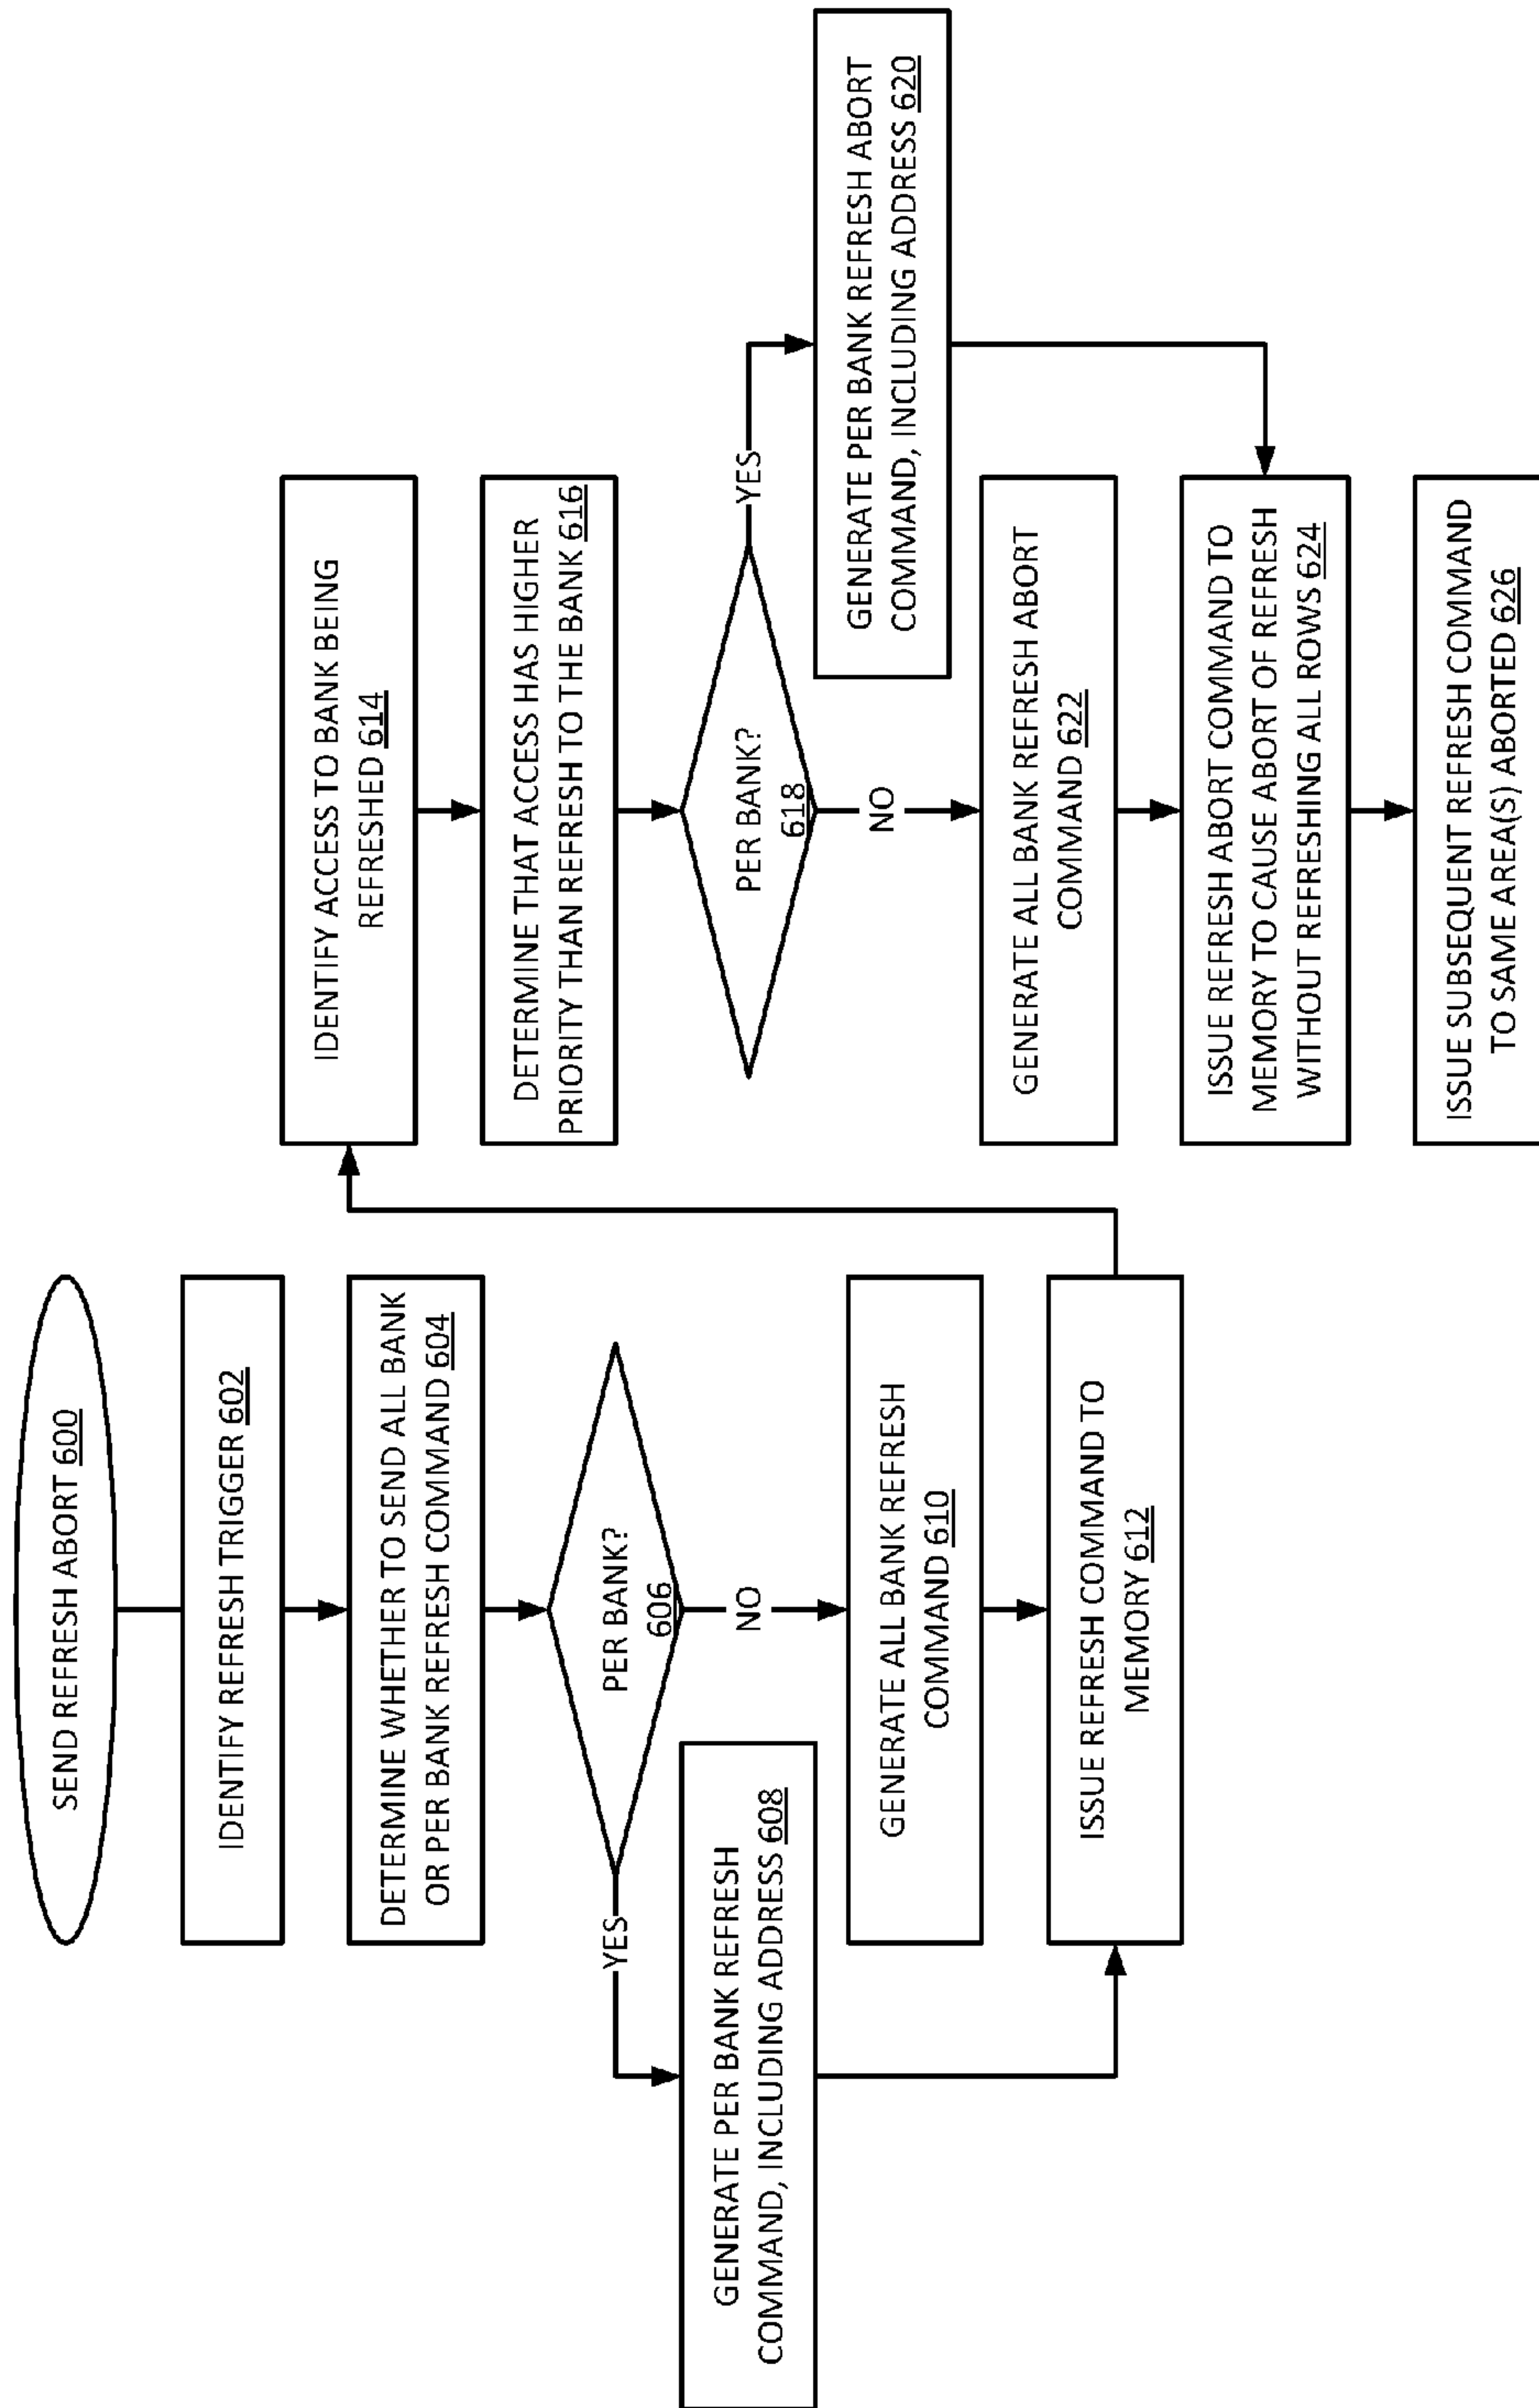 SEND REFRESH ABORT 600
IDENTIFY REFRESH TRIGGER 602
DETERMINE WHETHER TO SEND ALL BANK
OR PER BANK REFRESH COMMAND 604
PER BANK?
606
YES
NO
GENERATE PER BANK REFRESH
COMMAND, INCLUDING ADDRESS 608
GENERATE ALL BANK REFRESH
COMMAND 610
ISSUE REFRESH COMMAND TO
MEMORY 612
IDENTIFY ACCESS TO BANK BEING
REFRESHED 614
DETERMINE THAT ACCESS HAS HIGHER
PRIORITY THAN REFRESH TO THE BANK 616
PER BANK?
618
YES
NO
GENERATE PER BANK REFRESH ABORT
COMMAND, INCLUDING ADDRESS 620
GENERATE ALL BANK REFRESH ABORT
COMMAND 622
ISSUE REFRESH ABORT COMMAND TO
MEMORY TO CAUSE ABORT OF REFRESH
WITHOUT REFRESHING ALL ROWS 624
ISSUE SUBSEQUENT REFRESH COMMAND
TO SAME AREA(S) ABORTED 626